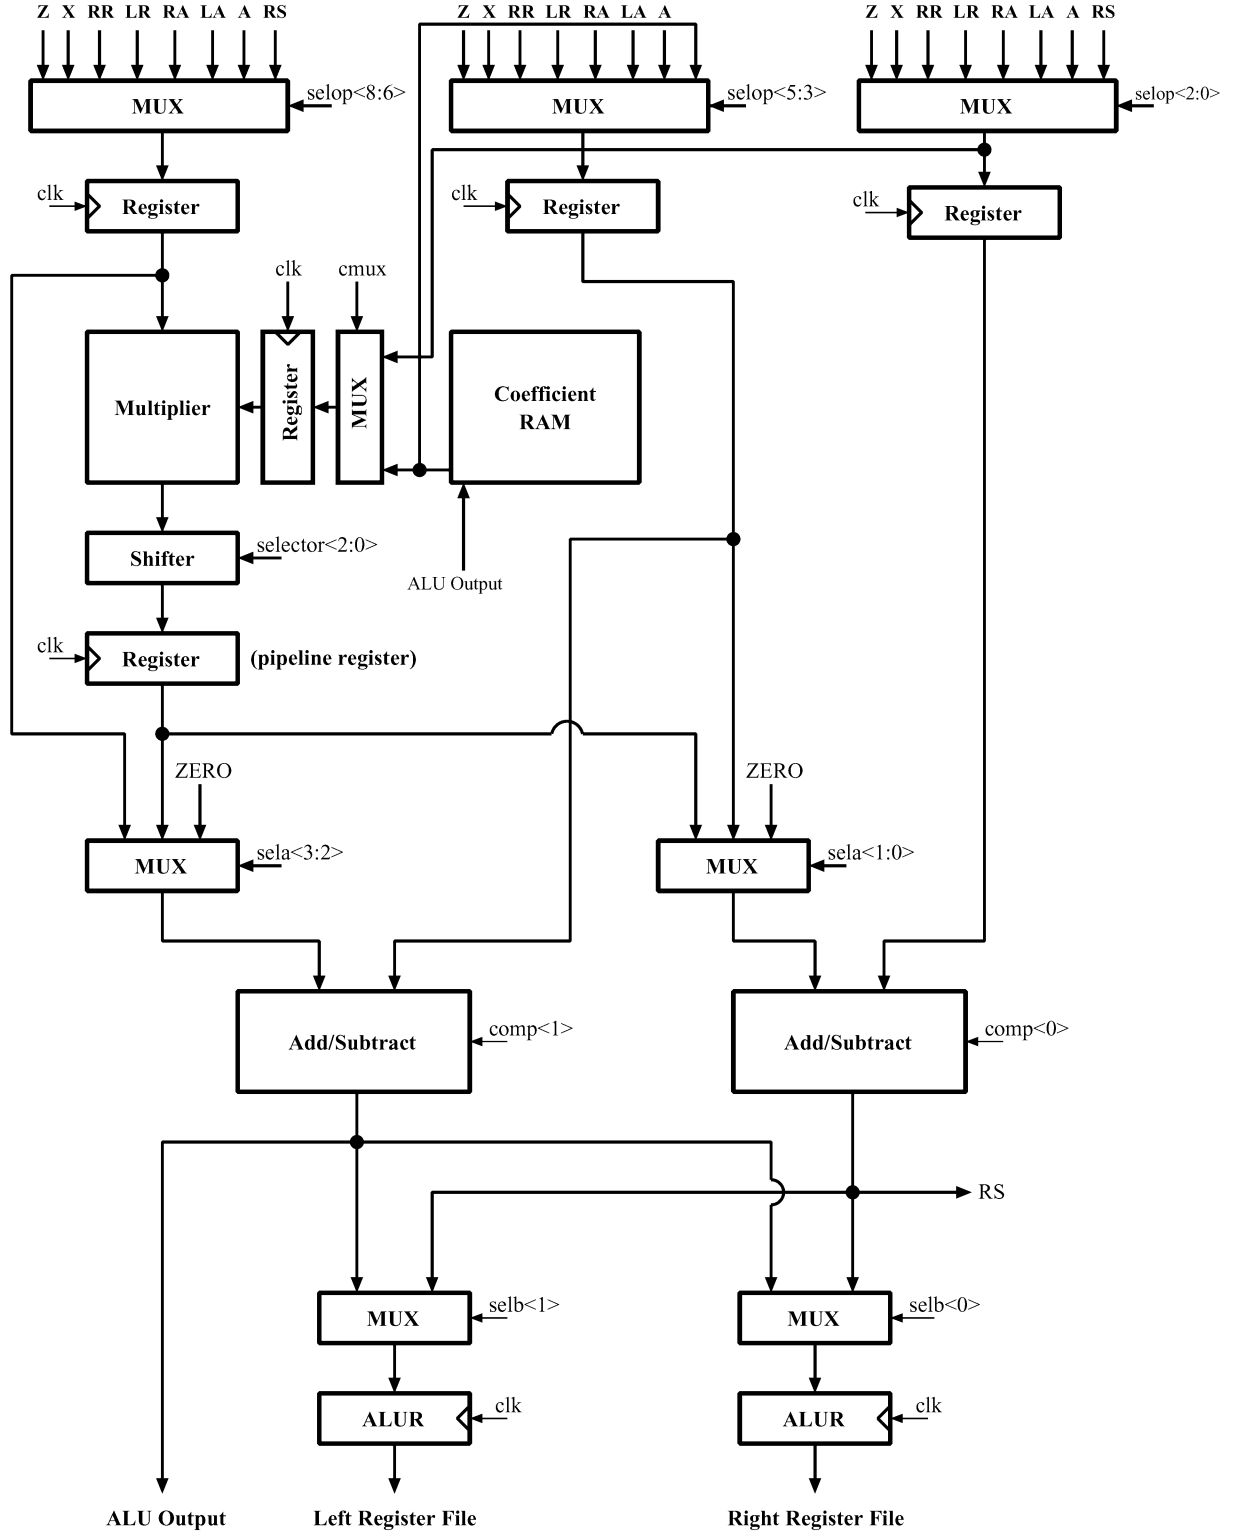 Z X RR LR RA LA A RS
Z X RR LR RA LA A
Z X RR LR RA LA A RS
MUX
selop<8:6>
MUX
selop<5:3>
MUX
selop<2:0>
clk
Register
clk
Register
clk
Register
clk
cmux
Multiplier
Register
MUX
Coefficient
RAM
Shifter
selector<2:0>
ALU Output
clk
Register
(pipeline register)
ZERO
ZERO
MUX
sela<3:2>
MUX
sela<1:0>
Add/Subtract
comp<1>
Add/Subtract
comp<0>
RS
MUX
selb<1>
MUX
selb<0>
ALUR
clk
ALUR
clk
ALU Output
Left Register File
Right Register File